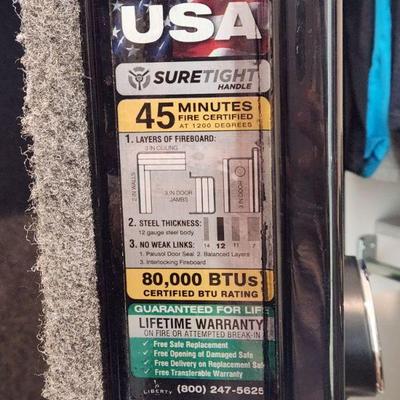 USA
SURETIGHT
HANDLE
45 MINUTES
FIRE CERTIFIED
AT 1200 DEGREES
1. LAYERS OF FIREBOARD:
3 IN CEILING
2 IN WALLS
3 IN DOOR
JAMBS
3 IN DOOR
2. STEEL THICKNESS:
12 gauge steel body
14 12 11 7
3. NO WEAK LINKS:
1. Palusol Door Seal 2. Balanced Layers
3. Interlocking Fireboard
80,000 BTUs
CERTIFIED BTU RATING
GUARANTEED FOR LIFE
LIFETIME WARRANTY
ON FIRE OR ATTEMPTED BREAK-IN
✓ Free Safe Replacement
✓ Free Opening of Damaged Safe
✓ Free Delivery on Replacement Safe
✓ Free Transferable Warranty
LIBERTY (800) 247-5625